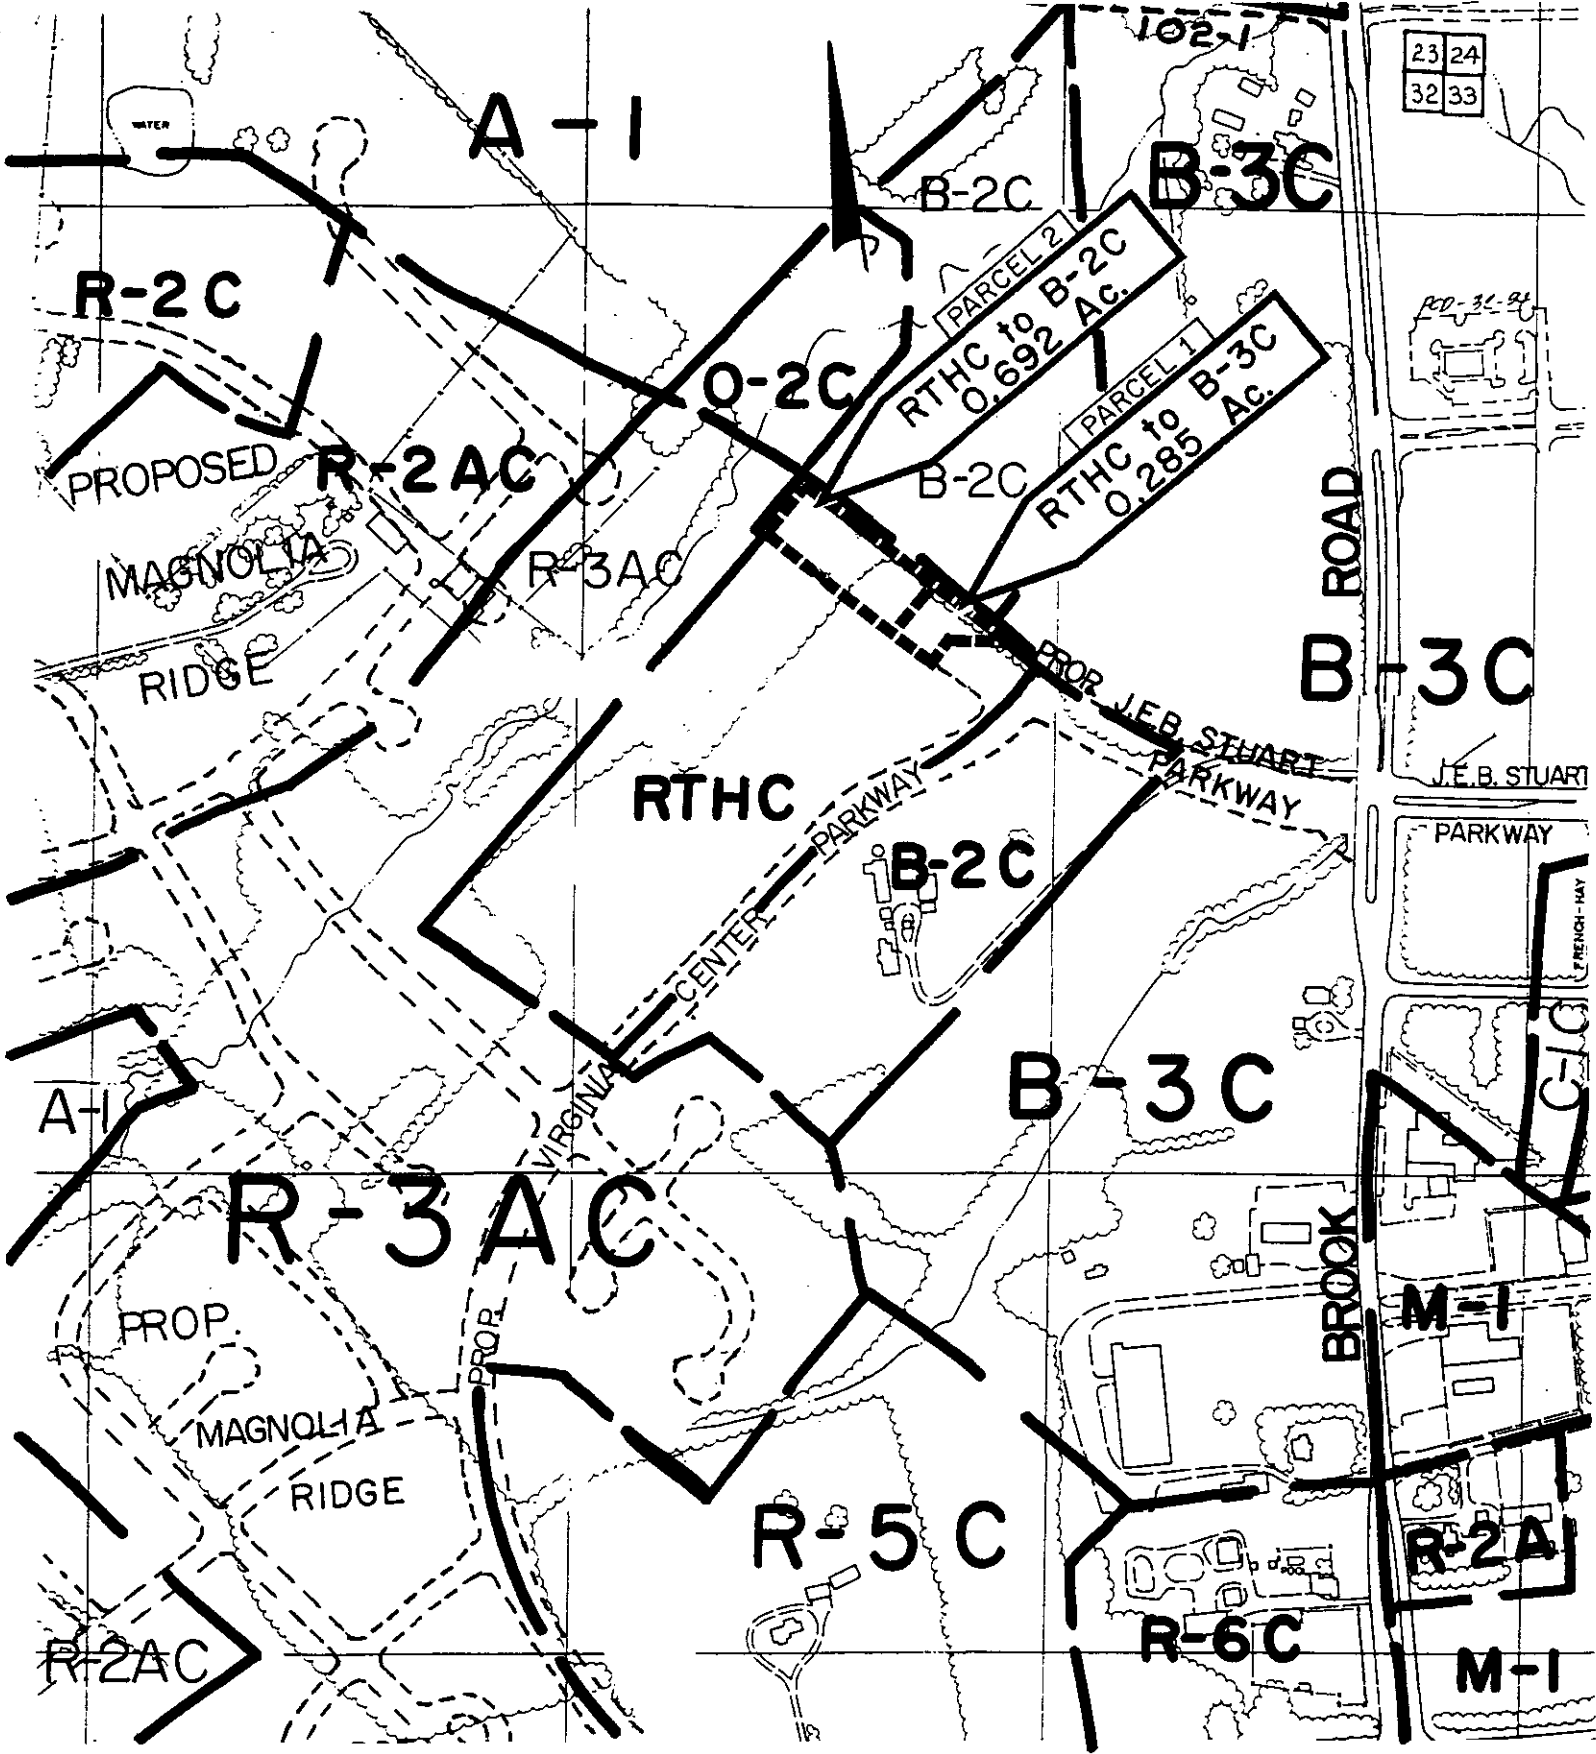 102-1
23 24
32 33
WATER
A-1
B-3C
B-2C
R-2C
PARCEL 2
RTHC to B-2C
0.692 Ac.
PARCEL 1
RTHC to B-3C
0.285 Ac.
O-2C
PROPOSED
R-2AC
B-2C
MAGNOLIA
R-3AC
ROAD
RIDGE
B-3C
PROP. J.E.B. STUART
PARKWAY
J.E.B. STUART
PARKWAY
RTHC
PARKWAY
B-2C
FRENCH-HAY
CENTER
C-1C
B-3C
A-1
VIRGINIA
R-3AC
BROOK
M-1
PROP.
PROP.
MAGNOLIA
RIDGE
R-5C
R-2A
R-2AC
R-6C
M-1